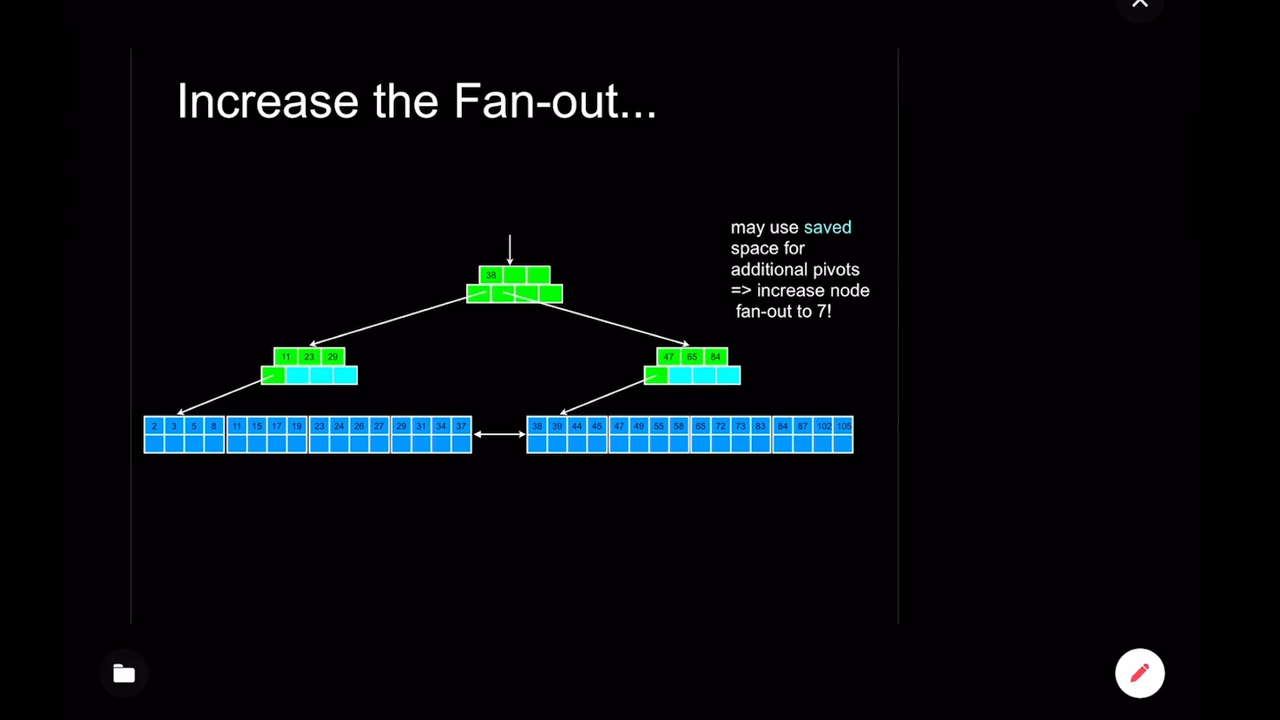 Increase the Fan-out...
may use saved
space for
additional pivots
=> increase node
fan-out to 7!
38
11 23 29
47 65 84
2 3 5 8 11 15 17 19 23 24 26 27 29 31 34 37
38 39 44 45 47 49 55 58 65 72 73 83 84 87 102 105